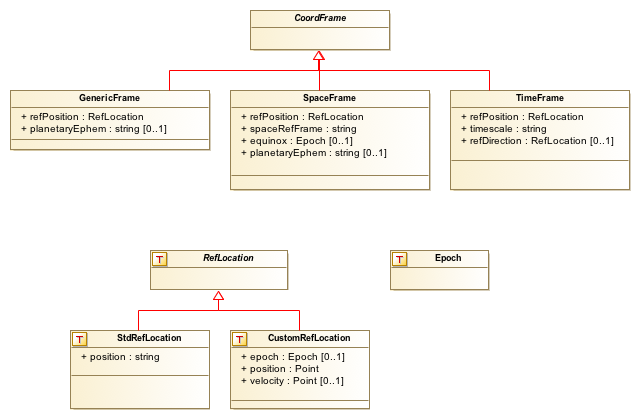 CoordFrame
GenericFrame
+ refPosition : RefLocation
+ planetaryEphem : string [0..1]
SpaceFrame
+ refPosition : RefLocation
+ spaceRefFrame : string
+ equinox : Epoch [0..1]
+ planetaryEphem : string [0..1]
TimeFrame
+ refPosition : RefLocation
+ timescale : string
+ refDirection : RefLocation [0..1]
T
RefLocation
T
Epoch
T
StdRefLocation
+ position : string
T
CustomRefLocation
+ epoch : Epoch [0..1]
+ position : Point
+ velocity : Point [0..1]